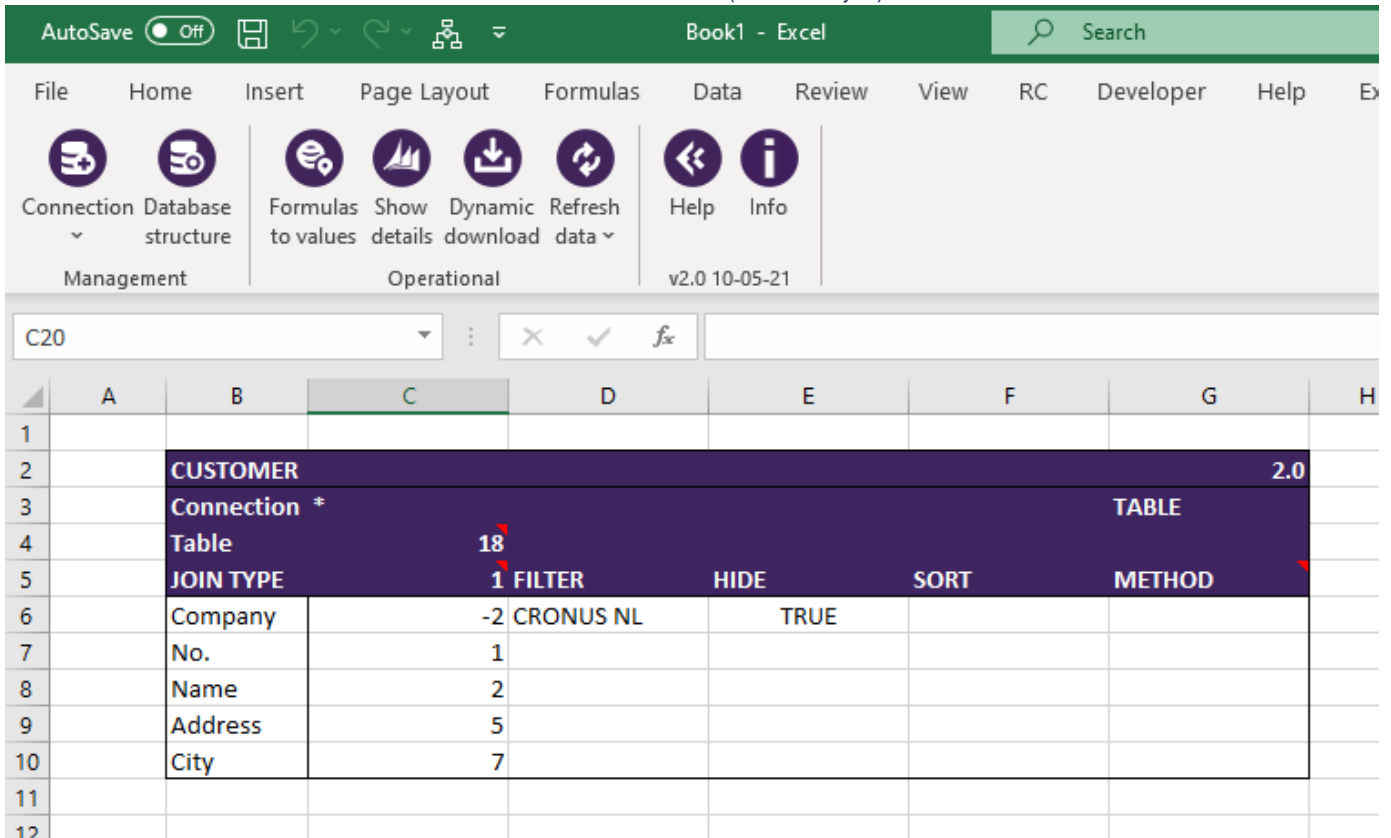 AutoSave Off Book1 - Excel Search
File Home Insert Page Layout Formulas Data Review View RC Developer Help
Connection Database structure Formulas to values Show details Dynamic download Refresh data Help Info
Management Operational v2.0 10-05-21
C20 fx
A B C D E F G H
1
2 CUSTOMER 2.0
3 Connection * TABLE
4 Table 18
5 JOIN TYPE 1 FILTER HIDE SORT METHOD
6 Company -2 CRONUS NL TRUE
7 No. 1
8 Name 2
9 Address 5
10 City 7
11
12